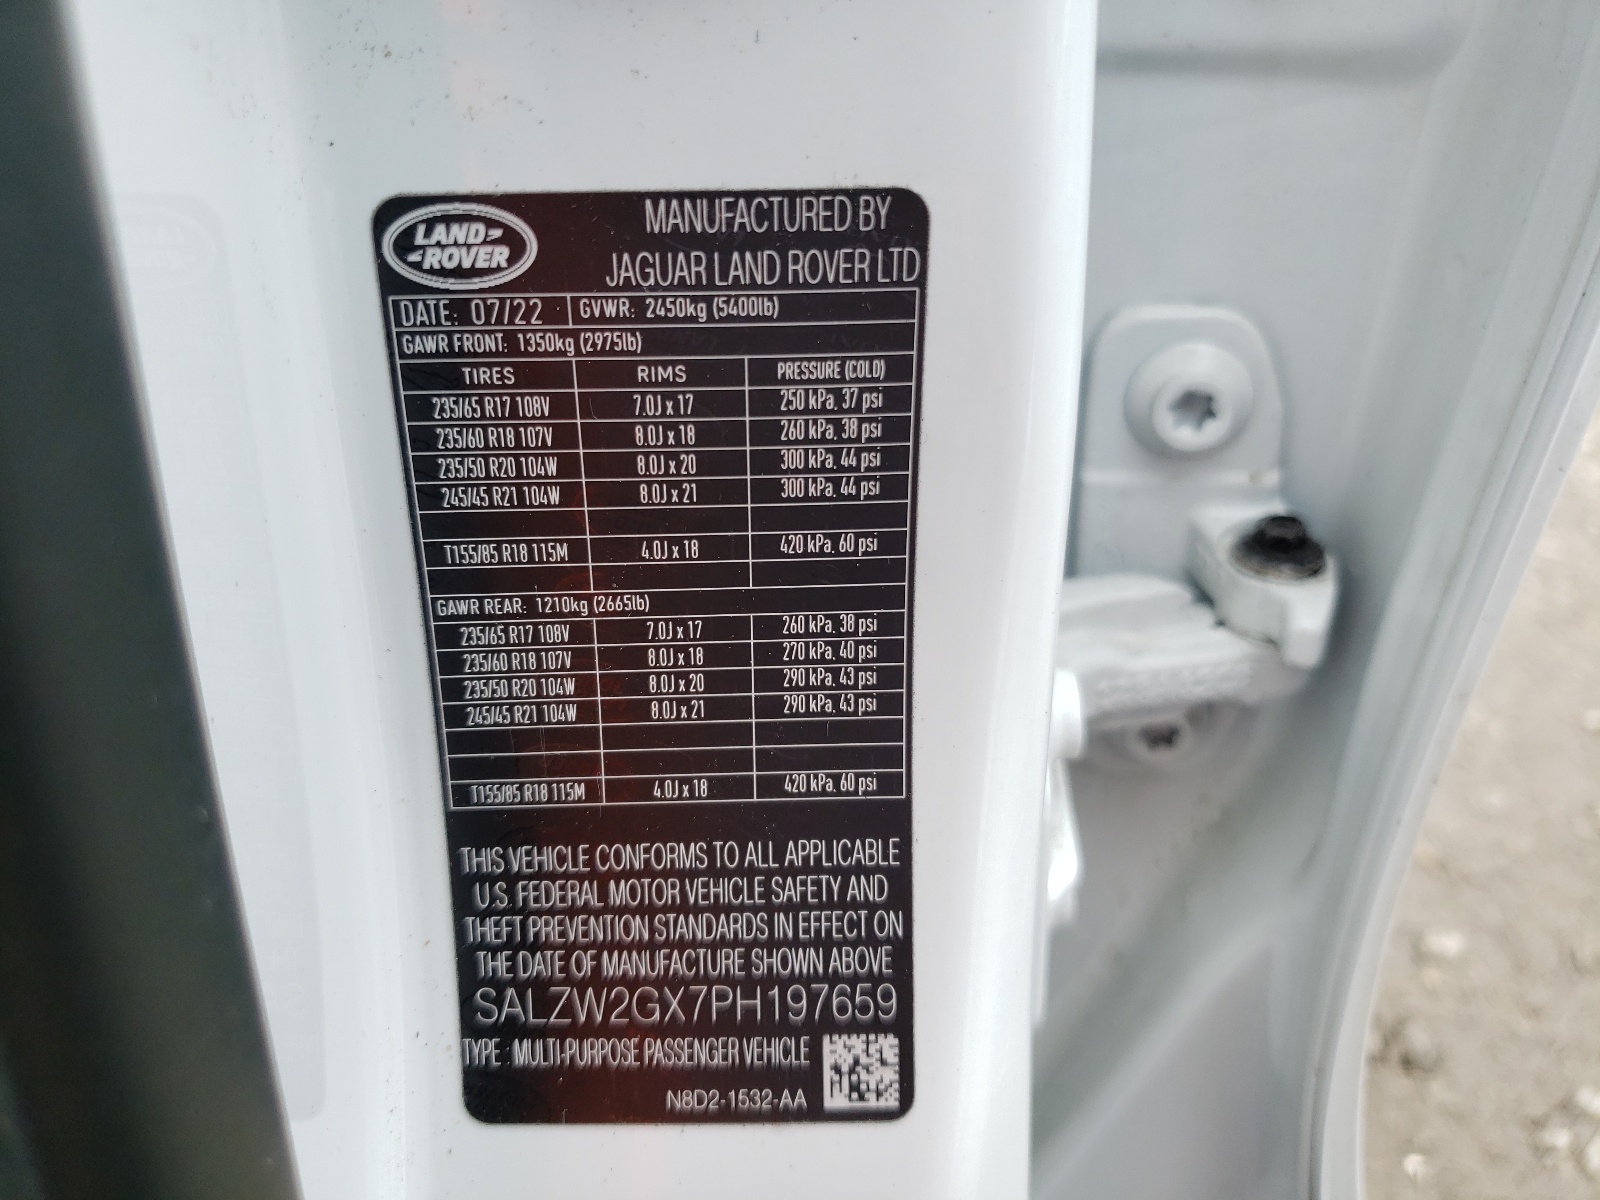 LAND-
-ROVER
MANUFACTURED BY
JAGUAR LAND ROVER LTD
DATE: 07/22 GVWR: 2450kg (5400lb)
GAWR FRONT: 1350kg (2975lb)
TIRES RIMS PRESSURE (COLD)
235/65 R17 108V 7.0J x 17 250 kPa. 37 psi
235/60 R18 107V 8.0J x 18 260 kPa. 38 psi
235/50 R20 104W 8.0J x 20 300 kPa. 44 psi
245/45 R21 104W 8.0J x 21 300 kPa. 44 psi
T155/85 R18 115M 4.0J x 18 420 kPa. 60 psi
GAWR REAR: 1210kg (2665lb)
235/65 R17 108V 7.0J x 17 260 kPa. 38 psi
235/60 R18 107V 8.0J x 18 270 kPa. 40 psi
235/50 R20 104W 8.0J x 20 290 kPa. 43 psi
245/45 R21 104W 8.0J x 21 290 kPa. 43 psi
T155/85 R18 115M 4.0J x 18 420 kPa. 60 psi
THIS VEHICLE CONFORMS TO ALL APPLICABLE
U.S. FEDERAL MOTOR VEHICLE SAFETY AND
THEFT PREVENTION STANDARDS IN EFFECT ON
THE DATE OF MANUFACTURE SHOWN ABOVE
SALZW2GX7PH197659
TYPE : MULTI-PURPOSE PASSENGER VEHICLE
N8D2-1532-AA